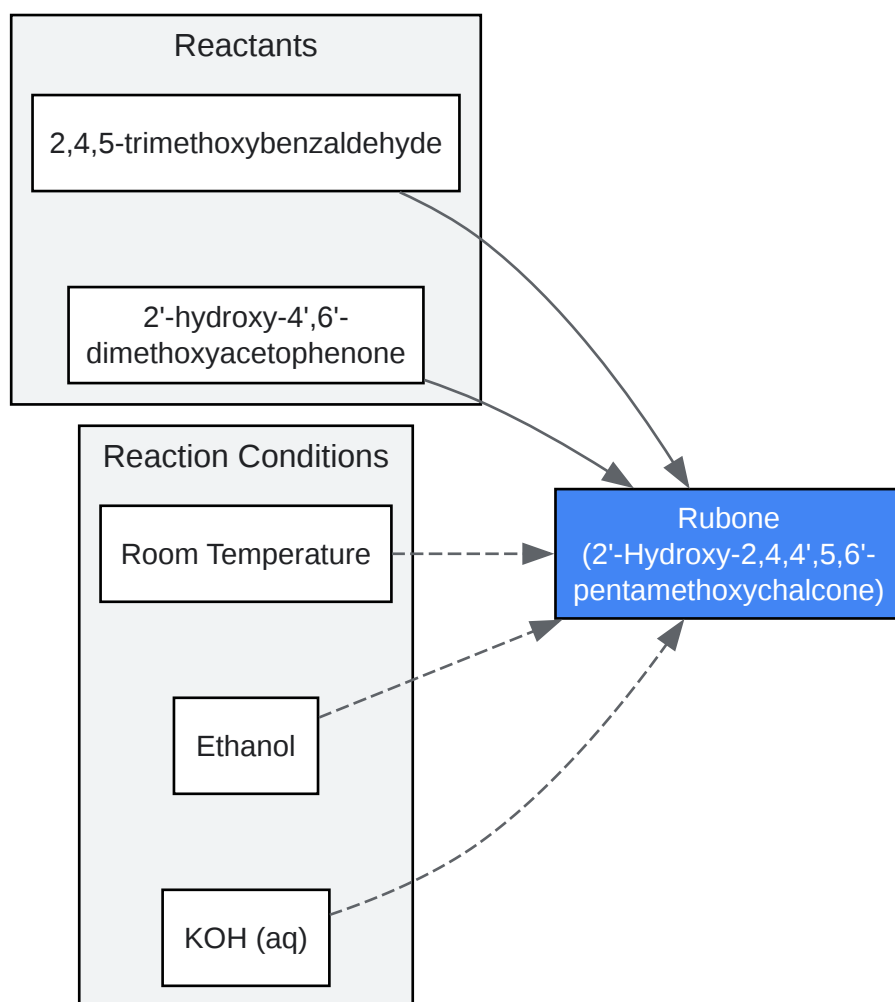 Reactants
2,4,5-trimethoxybenzaldehyde
2'-hydroxy-4',6'-
dimethoxyacetophenone
Reaction Conditions
Room Temperature
Ethanol
KOH (aq)
Rubone
(2'-Hydroxy-2,4,4',5,6'-
pentamethoxychalcone)